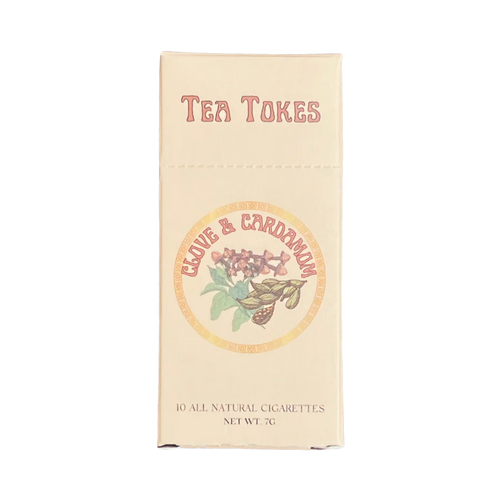 TEA TOKES
CLOVE & CARDAMOM
10 ALL NATURAL CIGARETTES
NET WT. 7G